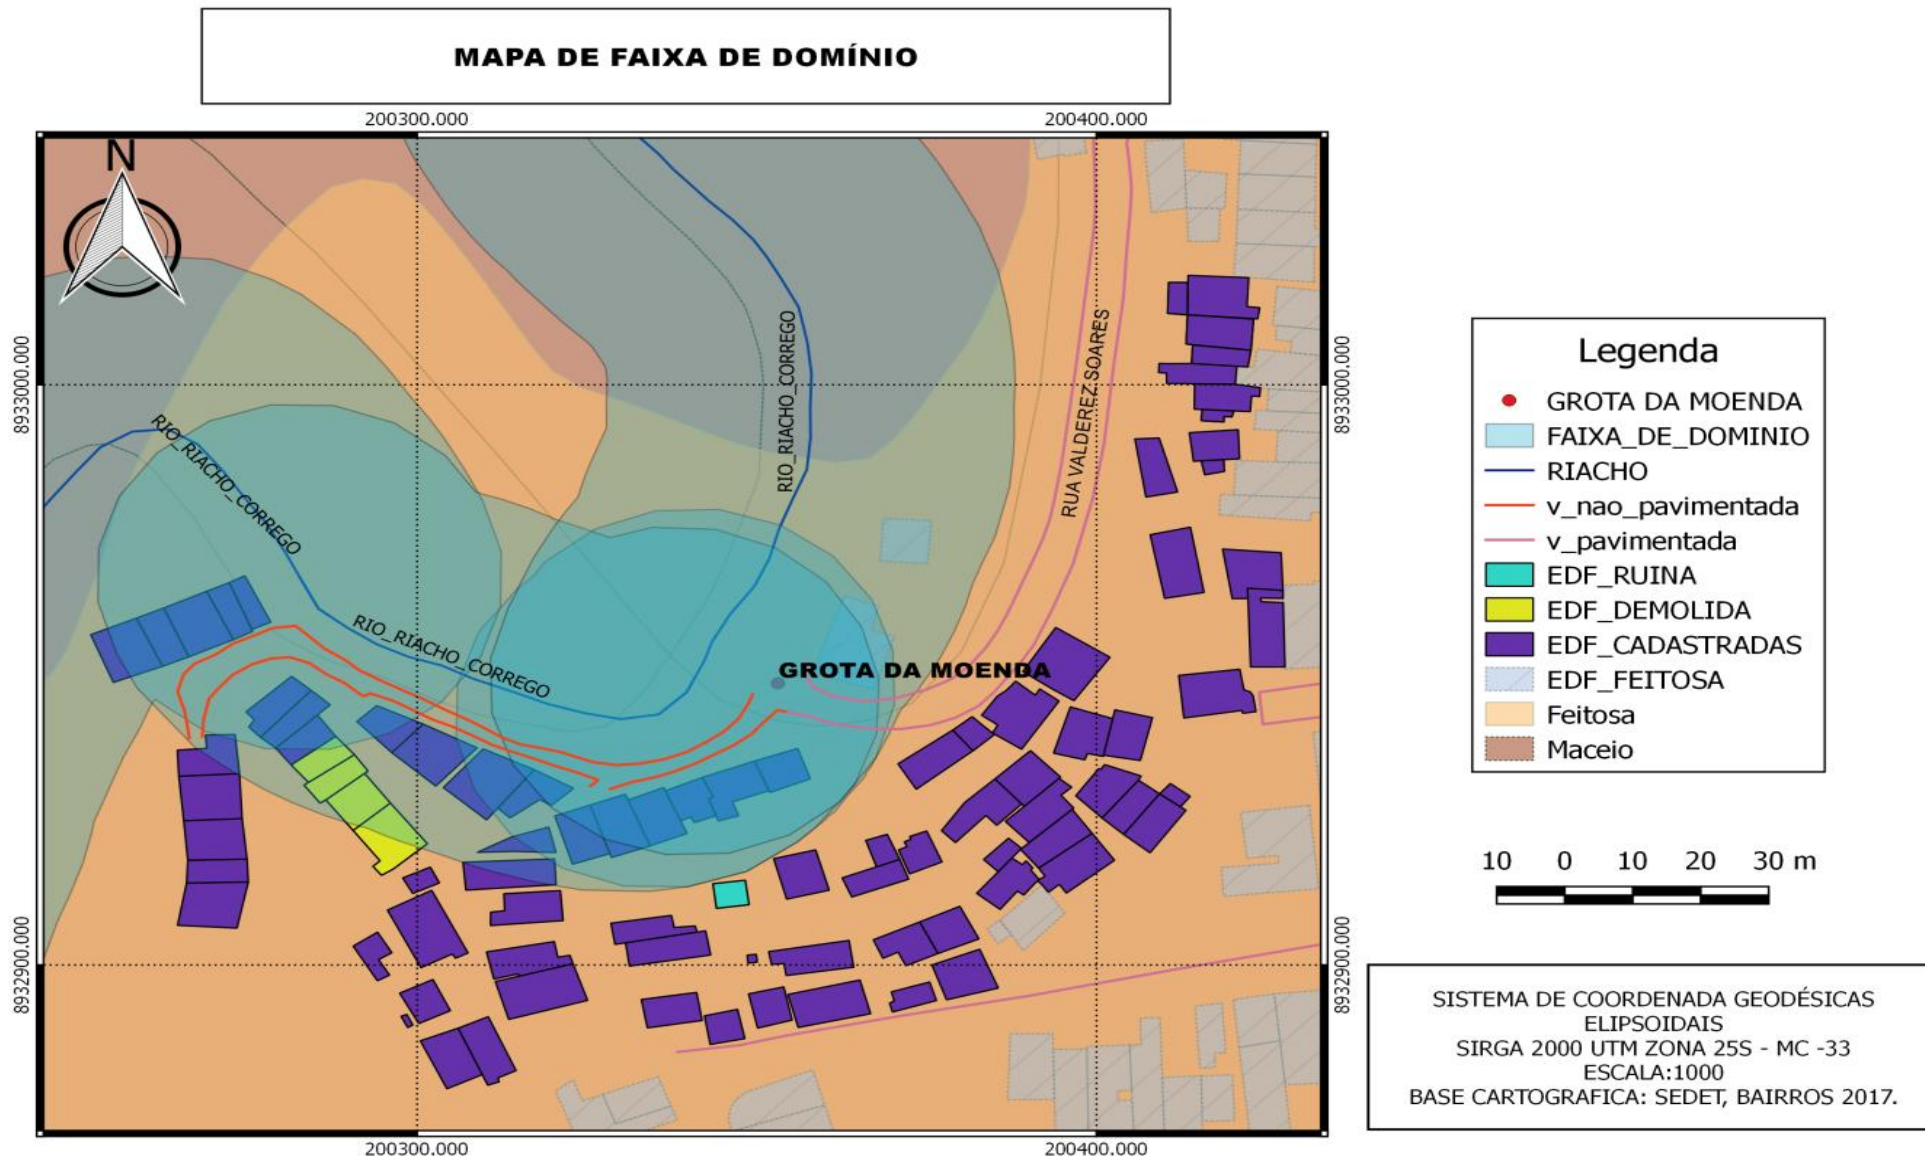 MAPA DE FAIXA DE DOMÍNIO
200300.000
200400.000
N
8933000.000
8933000.000
RIO_RIACHO_CORREGO
RIO_RIACHO_CORREGO
RIO_RIACHO_CORREGO
RUA VALDEREZ SOARES
GROTA DA MOENDA
8932900.000
8932900.000
200300.000
200400.000
Legenda
GROTA DA MOENDA
FAIXA_DE_DOMINIO
RIACHO
v_nao_pavimentada
v_pavimentada
EDF_RUINA
EDF_DEMOLIDA
EDF_CADASTRADAS
EDF_FEITOSA
Feitosa
Maceio
10 0 10 20 30 m
SISTEMA DE COORDENADA GEODÉSICAS
ELIPSOIDAIS
SIRGA 2000 UTM ZONA 25S - MC -33
ESCALA:1000
BASE CARTOGRAFICA: SEDET, BAIRROS 2017.